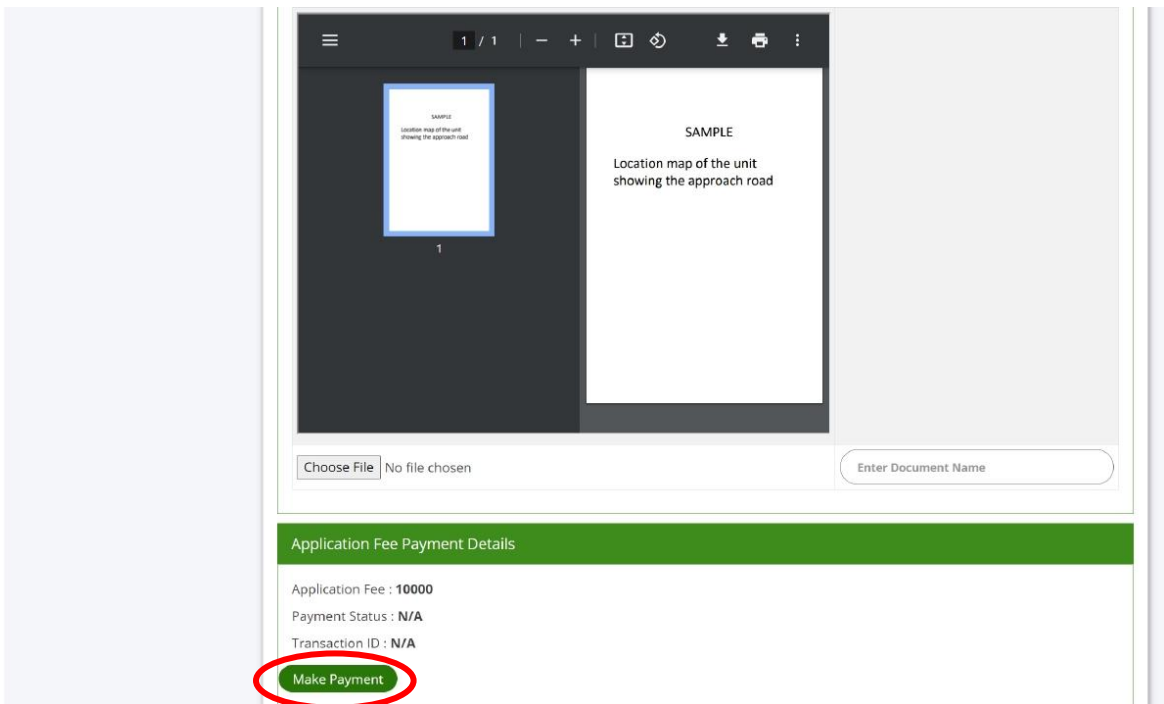 1 / 1
SAMPLE
Location map of the unit
showing the approach road
1
SAMPLE
Location map of the unit
showing the approach road
Choose File No file chosen
Enter Document Name
Application Fee Payment Details
Application Fee : 10000
Payment Status : N/A
Transaction ID : N/A
Make Payment